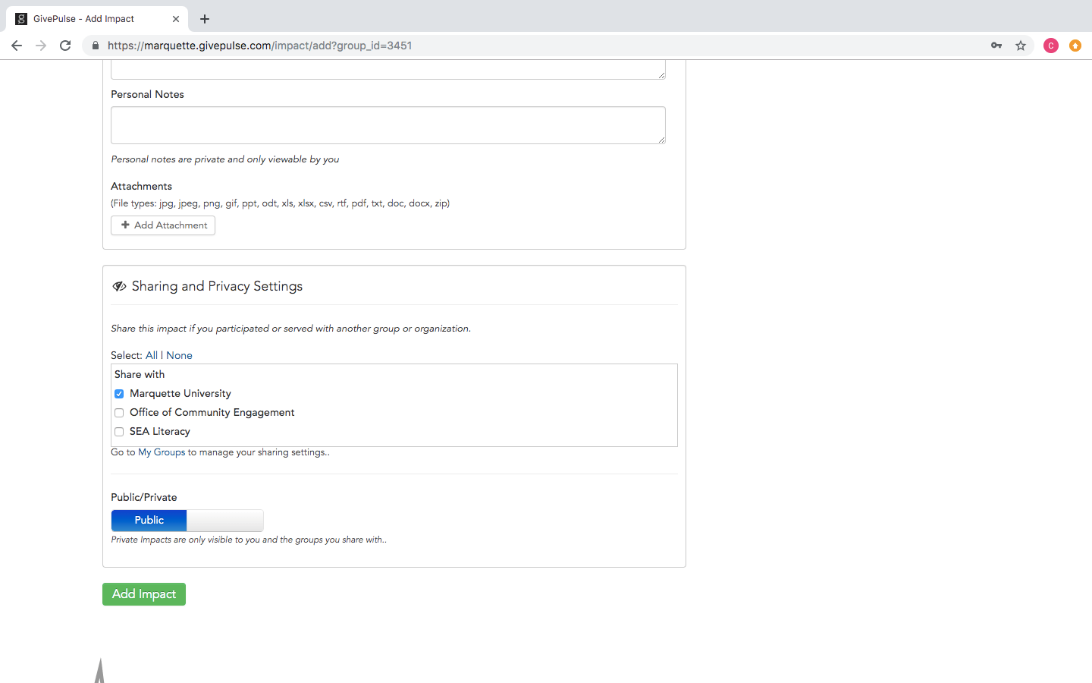 GivePulse - Add Impact
https://marquette.givepulse.com/impact/add?group_id=3451
C
Personal Notes
Personal notes are private and only viewable by you
Attachments
(File types: jpg, jpeg, png, gif, ppt, odt, xls, xlsx, csv, rtf, pdf, txt, doc, docx, zip)
+ Add Attachment
Sharing and Privacy Settings
Share this impact if you participated or served with another group or organization.
Select: All | None
Share with
Marquette University
Office of Community Engagement
SEA Literacy
Go to My Groups to manage your sharing settings..
Public/Private
Public
Private Impacts are only visible to you and the groups you share with..
Add Impact